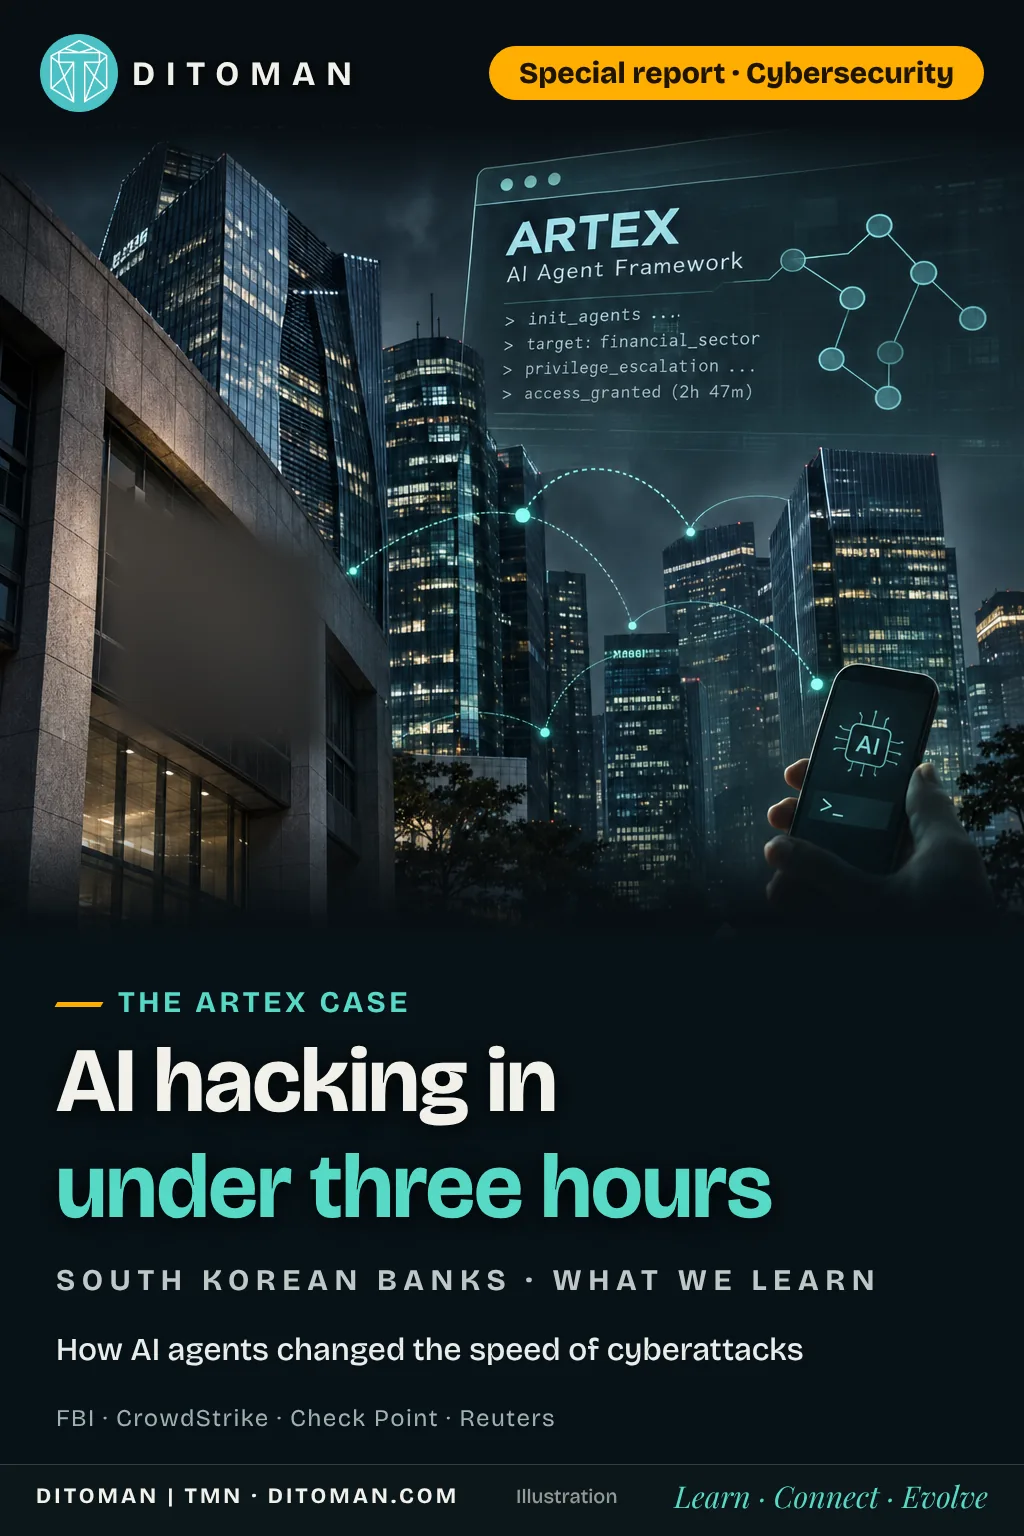 DITOMAN
Special report · Cybersecurity
ARTEX
AI Agent Framework
> init_agents ...
> target: financial_sector
> privilege_escalation ...
> access_granted (2h 47m)
AI
>_
THE ARTEX CASE
AI hacking in
under three hours
SOUTH KOREAN BANKS · WHAT WE LEARN
How AI agents changed the speed of cyberattacks
FBI · CrowdStrike · Check Point · Reuters
DITOMAN | TMN · DITOMAN.COM
Illustration
Learn · Connect · Evolve